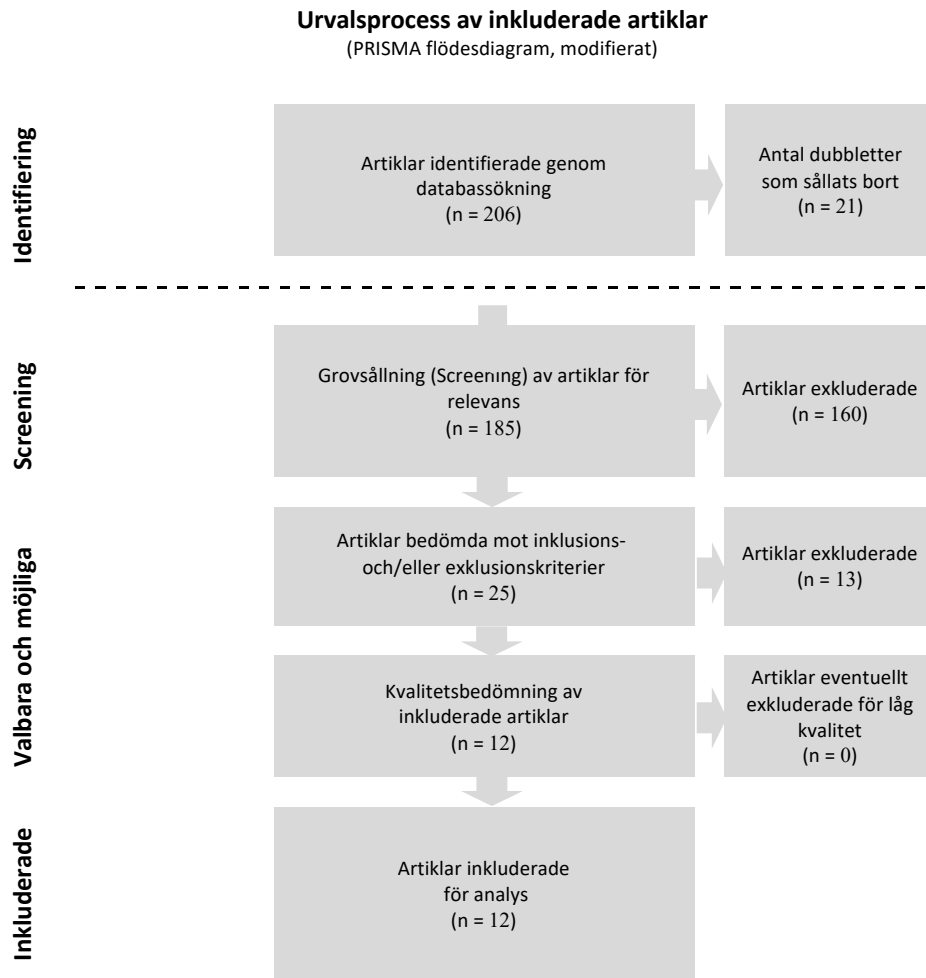 Urvalsprocess av inkluderade artiklar
(PRISMA flödesdiagram, modifierat)
Identifiering
Artiklar identifierade genom
databassökning
(n = 206)
Antal dubbletter
som sållats bort
(n = 21)
Screening
Grovsållning (Screening) av artiklar för
relevans
(n = 185)
Artiklar exkluderade
(n = 160)
Valbara och möjliga
Artiklar bedömda mot inklusions-
och/eller exklusionskriterier
(n = 25)
Artiklar exkluderade
(n = 13)
Kvalitetsbedömning av
inkluderade artiklar
(n = 12)
Artiklar eventuellt
exkluderade för låg
kvalitet
(n = 0)
Inkluderade
Artiklar inkluderade
för analys
(n = 12)